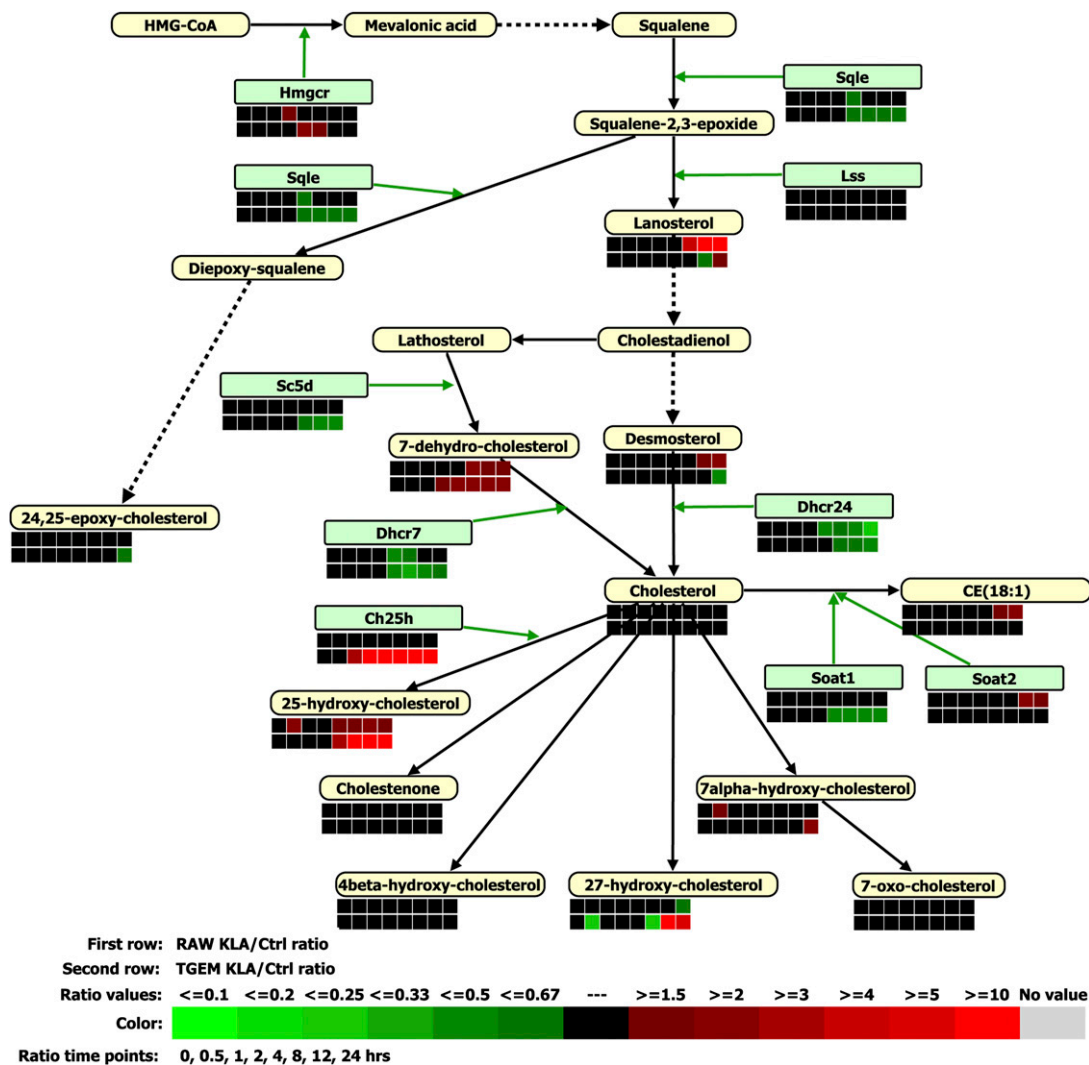 HMG-CoA
Mevalonic acid
Squalene
Hmgcr
Sqle
Squalene-2,3-epoxide
Sqle
Lss
Lanosterol
Diepoxy-squalene
Lathosterol
Cholestadienol
Sc5d
7-dehydro-cholesterol
Desmosterol
24,25-epoxy-cholesterol
Dhcr7
Dhcr24
Cholesterol
CE(18:1)
Ch25h
Soat1
Soat2
25-hydroxy-cholesterol
Cholestenone
7alpha-hydroxy-cholesterol
4beta-hydroxy-cholesterol
27-hydroxy-cholesterol
7-oxo-cholesterol
First row: RAW KLA/Ctrl ratio
Second row: TGEM KLA/Ctrl ratio
Ratio values: <=0.1 <=0.2 <=0.25 <=0.33 <=0.5 <=0.67 --- >=1.5 >=2 >=3 >=4 >=5 >=10 No value
Color:
Ratio time points: 0, 0.5, 1, 2, 4, 8, 12, 24 hrs